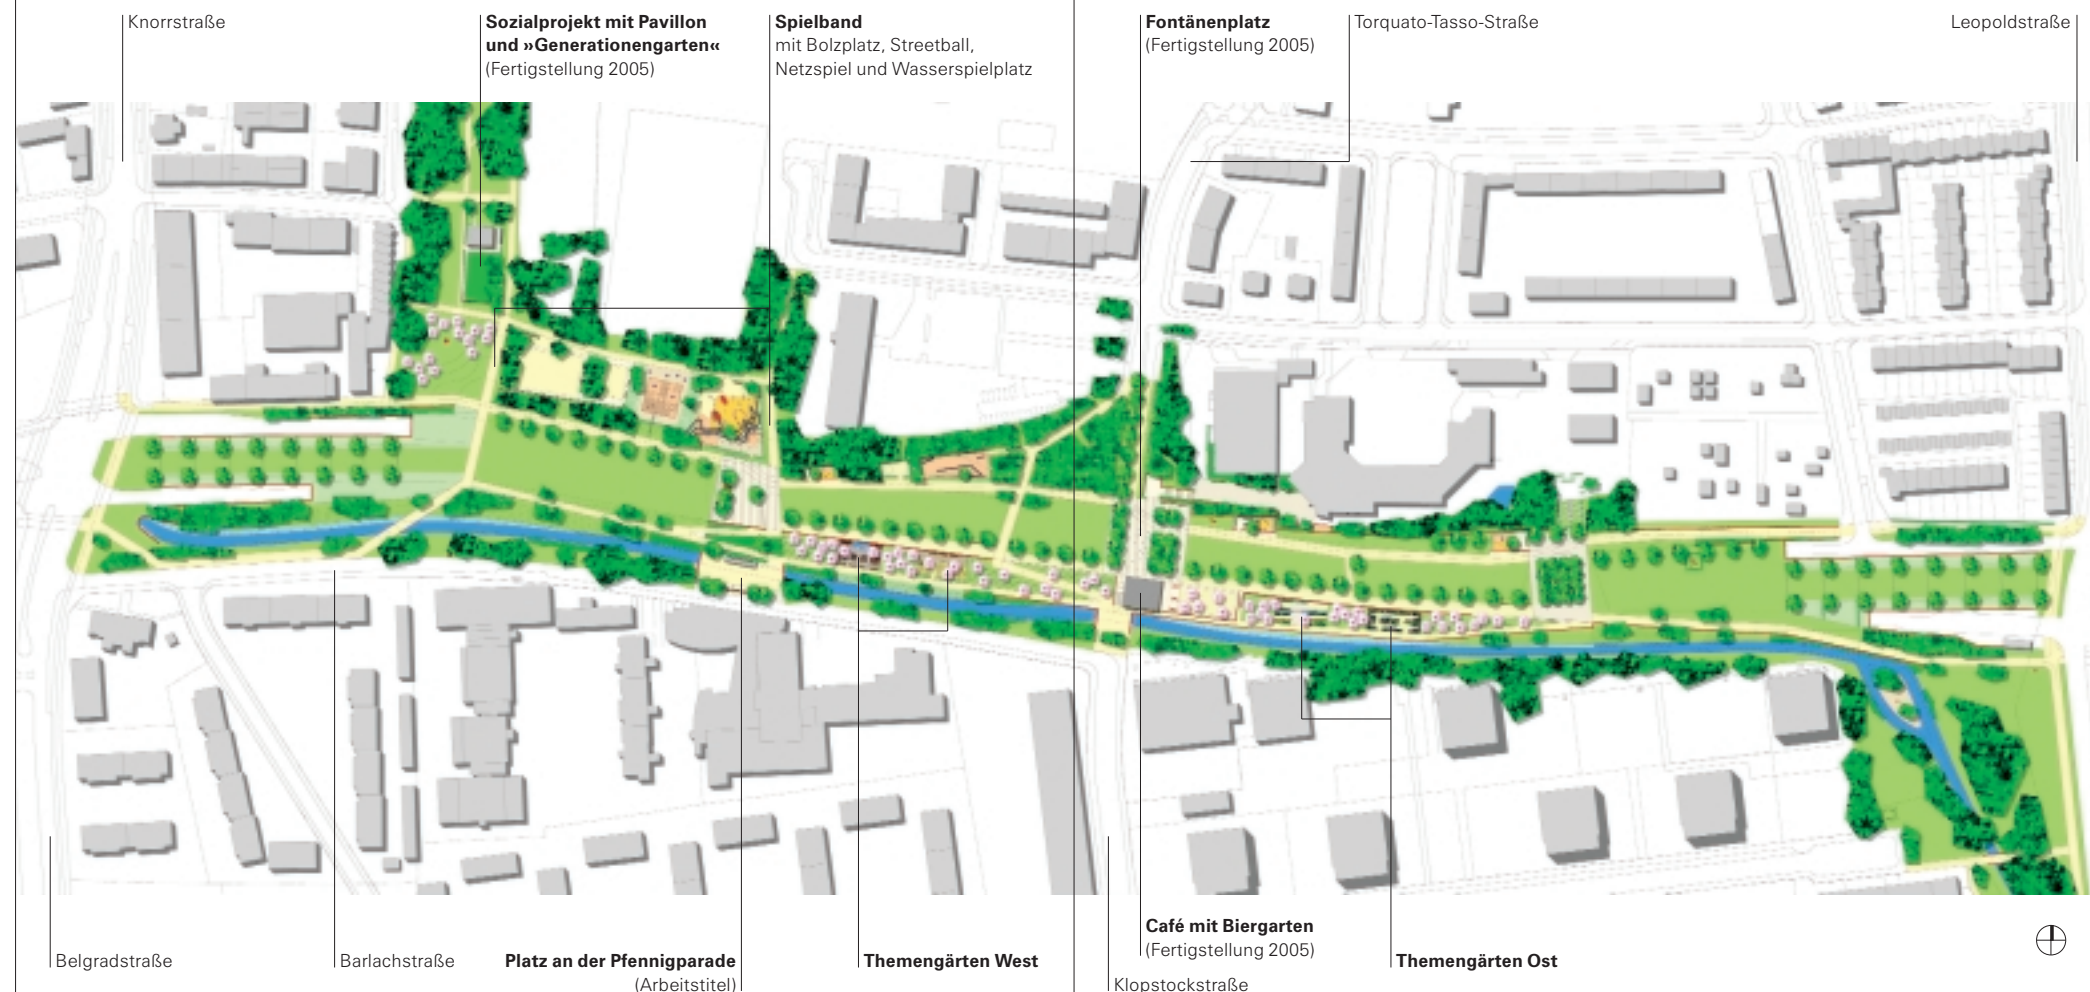 Knorrstraße
Sozialprojekt mit Pavillon
und »Generationengarten«
(Fertigstellung 2005)
Spielband
mit Bolzplatz, Streetball,
Netzspiel und Wasserspielplatz
Fontänenplatz
(Fertigstellung 2005)
Torquato-Tasso-Straße
Leopoldstraße
Belgradstraße
Barlachstraße
Platz an der Pfennigparade
(Arbeitstitel)
Themengärten West
Klopstockstraße
Café mit Biergarten
(Fertigstellung 2005)
Themengärten Ost